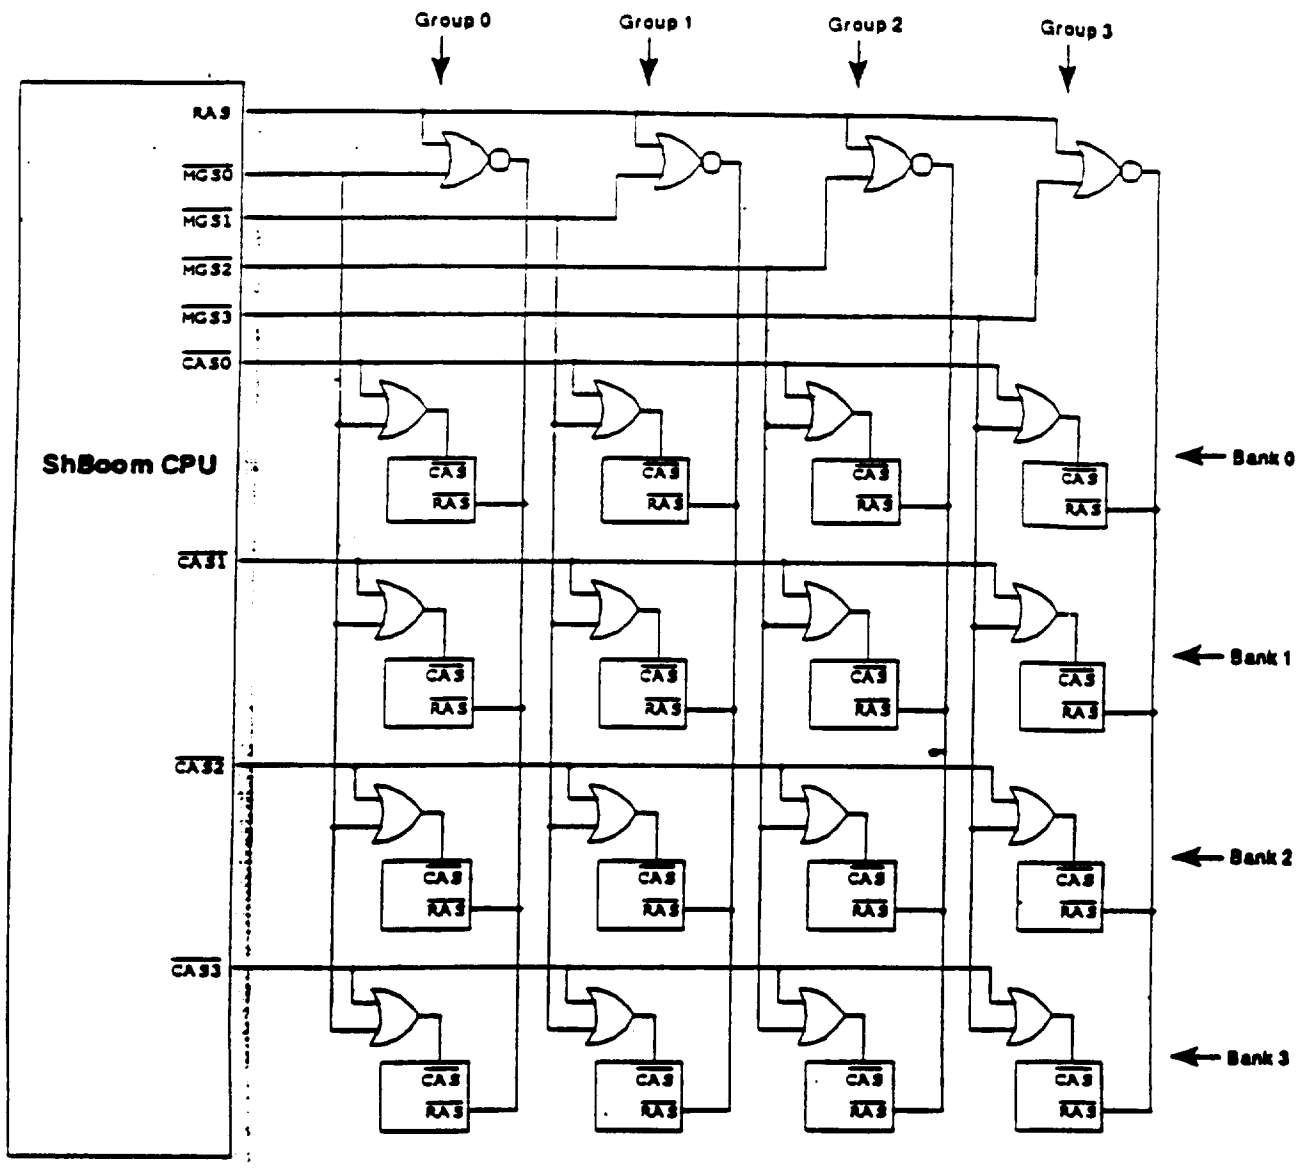 Group 0 Group 1 Group 2 Group 3
RAS
MGS0
MGS1
MGS2
MGS3
CAS0
CAS CAS CAS CAS
ShBoom CPU
Bank 0
RAS RAS RAS RAS
CAS1
CAS CAS CAS CAS
Bank 1
RAS RAS RAS RAS
CAS2
CAS CAS CAS CAS
Bank 2
RAS RAS RAS RAS
CAS3
CAS CAS CAS CAS
Bank 3
RAS RAS RAS RAS